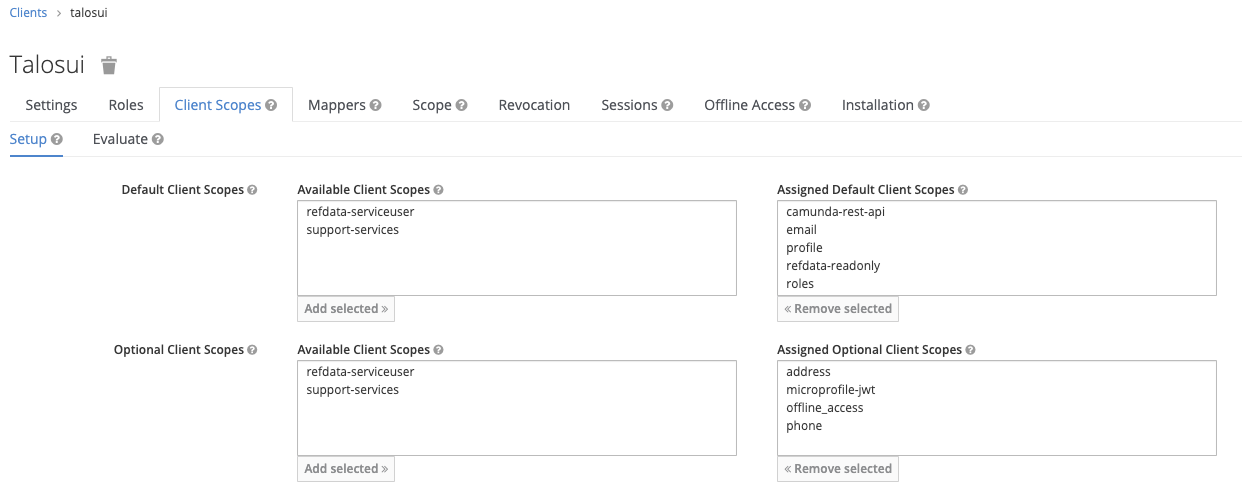 Clients > talosui
Talosui
Settings Roles Client Scopes ? Mappers ? Scope ? Revocation Sessions ? Offline Access ? Installation ?
Setup ? Evaluate ?
Default Client Scopes ? Available Client Scopes ? Assigned Default Client Scopes ?
refdata-serviceuser camunda-rest-api
support-services email
profile
refdata-readonly
roles
Add selected » « Remove selected
Optional Client Scopes ? Available Client Scopes ? Assigned Optional Client Scopes ?
refdata-serviceuser address
support-services microprofile-jwt
offline_access
phone
Add selected » « Remove selected